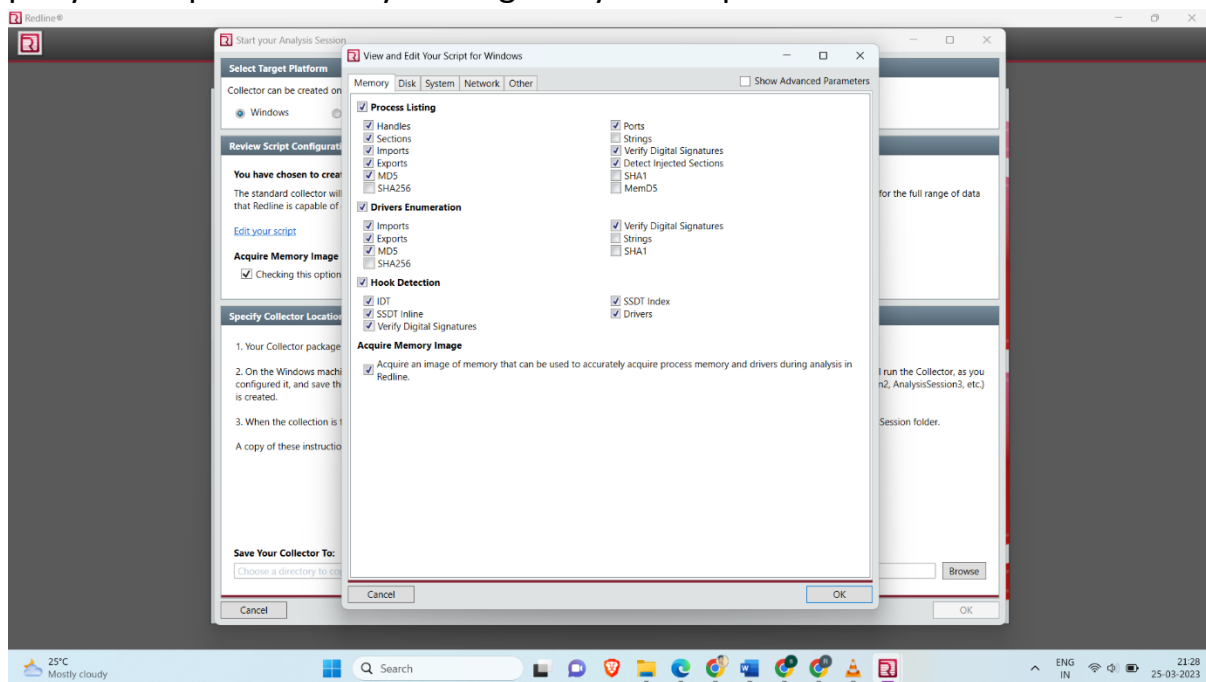 Redline®
Start your Analysis Session
Select Target Platform
Collector can be created on
Windows
Review Script Configurati
You have chosen to crea
The standard collector will
for the full range of data
that Redline is capable of
Edit your script
Acquire Memory Image
Checking this option
Specify Collector Location
1. Your Collector package
2. On the Windows machi
l run the Collector, as you
configured it, and save th
n2, AnalysisSession3, etc.)
is created.
3. When the collection is f
Session folder.
A copy of these instructio
Save Your Collector To:
Choose a directory to co
Browse
Cancel
OK
View and Edit Your Script for Windows
Memory Disk System Network Other
Show Advanced Parameters
Process Listing
Handles
Sections
Imports
Exports
MD5
SHA256
Ports
Strings
Verify Digital Signatures
Detect Injected Sections
SHA1
MemD5
Drivers Enumeration
Imports
Exports
MD5
SHA256
Verify Digital Signatures
Strings
SHA1
Hook Detection
IDT
SSDT Inline
Verify Digital Signatures
SSDT Index
Drivers
Acquire Memory Image
Acquire an image of memory that can be used to accurately acquire process memory and drivers during analysis in
Redline.
Cancel
OK
25°C
Mostly cloudy
Search
ENG
IN
21:28
25-03-2023